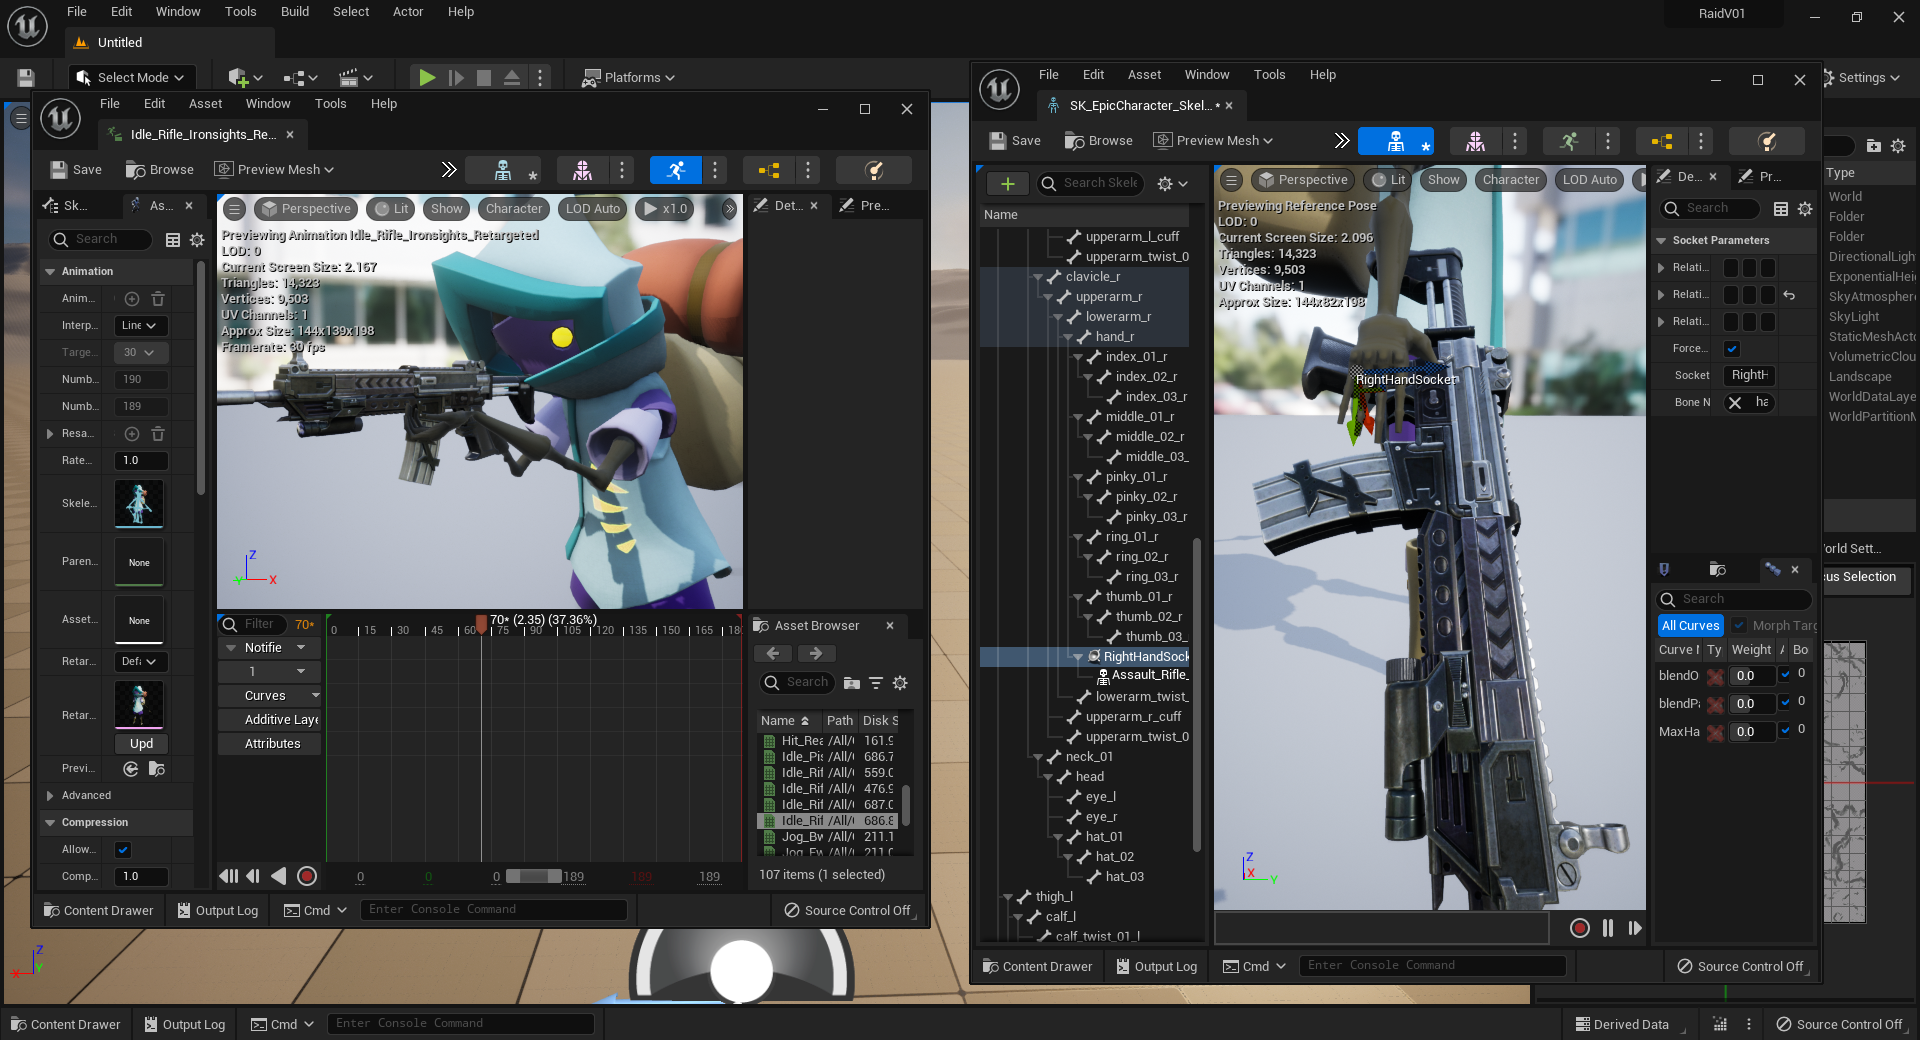 File Edit Window Tools Build Select Actor Help
RaidV01
Untitled
Select Mode
Platforms
Settings
File Edit Asset Window Tools Help
Idle_Rifle_Ironsights_Re...
Save Browse Preview Mesh
Sk... As...
Search
Animation
Anim...
Interp... Line
Targe... 30
Numb... 190
Numb... 189
Resa...
Rate... 1.0
Skele...
Paren... None
Asset... None
Retar... Defa
Retar...
Upd
Previ...
Advanced
Compression
Allow...
Comp... 1.0
Perspective Lit Show Character LOD Auto x1.0
Previewing Animation Idle_Rifle_Ironsights_Retargeted
LOD: 0
Current Screen Size: 2.167
Triangles: 14,323
Vertices: 9,503
UV Channels: 1
Approx Size: 144x139x198
Framerate: 30 fps
Z
Y X
Det... Pre...
Filter 70*
70* (2.35) (37.36%)
0 15 30 45 60 75 90 105 120 135 150 165 18
Notifie
1
Curves
Additive Laye
Attributes
0 0 0 189 189 189
Asset Browser
Search
Name Path Disk S
Hit_Rea /All/ 161.9
Idle_Pis /All/ 686.7
Idle_Rif /All/ 559.0
Idle_Rif /All/ 476.9
Idle_Rif /All/ 687.0
Idle_Rif /All/ 686.8
Jog_Bw /All/ 211.1
Jog_Fw /All/ 211.0
107 items (1 selected)
Content Drawer Output Log Cmd Enter Console Command Source Control Off
File Edit Asset Window Tools Help
SK_EpicCharacter_Skel... *
Save Browse Preview Mesh
Search Skele
Name
upperarm_l_cuff
upperarm_twist_0
clavicle_r
upperarm_r
lowerarm_r
hand_r
index_01_r
index_02_r
index_03_r
middle_01_r
middle_02_r
middle_03_
pinky_01_r
pinky_02_r
pinky_03_r
ring_01_r
ring_02_r
ring_03_r
thumb_01_r
thumb_02_r
thumb_03_
RightHandSock
Assault_Rifle_
lowerarm_twist_
upperarm_r_cuff
upperarm_twist_0
neck_01
head
eye_l
eye_r
hat_01
hat_02
hat_03
thigh_l
calf_l
calf_twist_01_l
Perspective Lit Show Character LOD Auto
Previewing Reference Pose
LOD: 0
Current Screen Size: 2.096
Triangles: 14,323
Vertices: 9,503
UV Channels: 1
Approx Size: 144x82x198
RightHandSocket
Z
X Y
De... Pr...
Search
Socket Parameters
Relati...
Relati...
Relati...
Force...
Socket RightH
Bone N ha
Search
All Curves Morph Targ
Curve N Ty Weight A Bo
blendO 0.0 0
blendPa 0.0 0
MaxHa 0.0 0
Content Drawer Output Log Cmd Enter Console Command Source Control Off
Type
World
Folder
Folder
DirectionalLight
ExponentialHei
SkyAtmosphere
SkyLight
StaticMeshActo
VolumetricClou
Landscape
WorldDataLaye
WorldPartitionM
orld Sett...
cus Selection
Z
X Y
Content Drawer Output Log Cmd Enter Console Command Derived Data Source Control Off